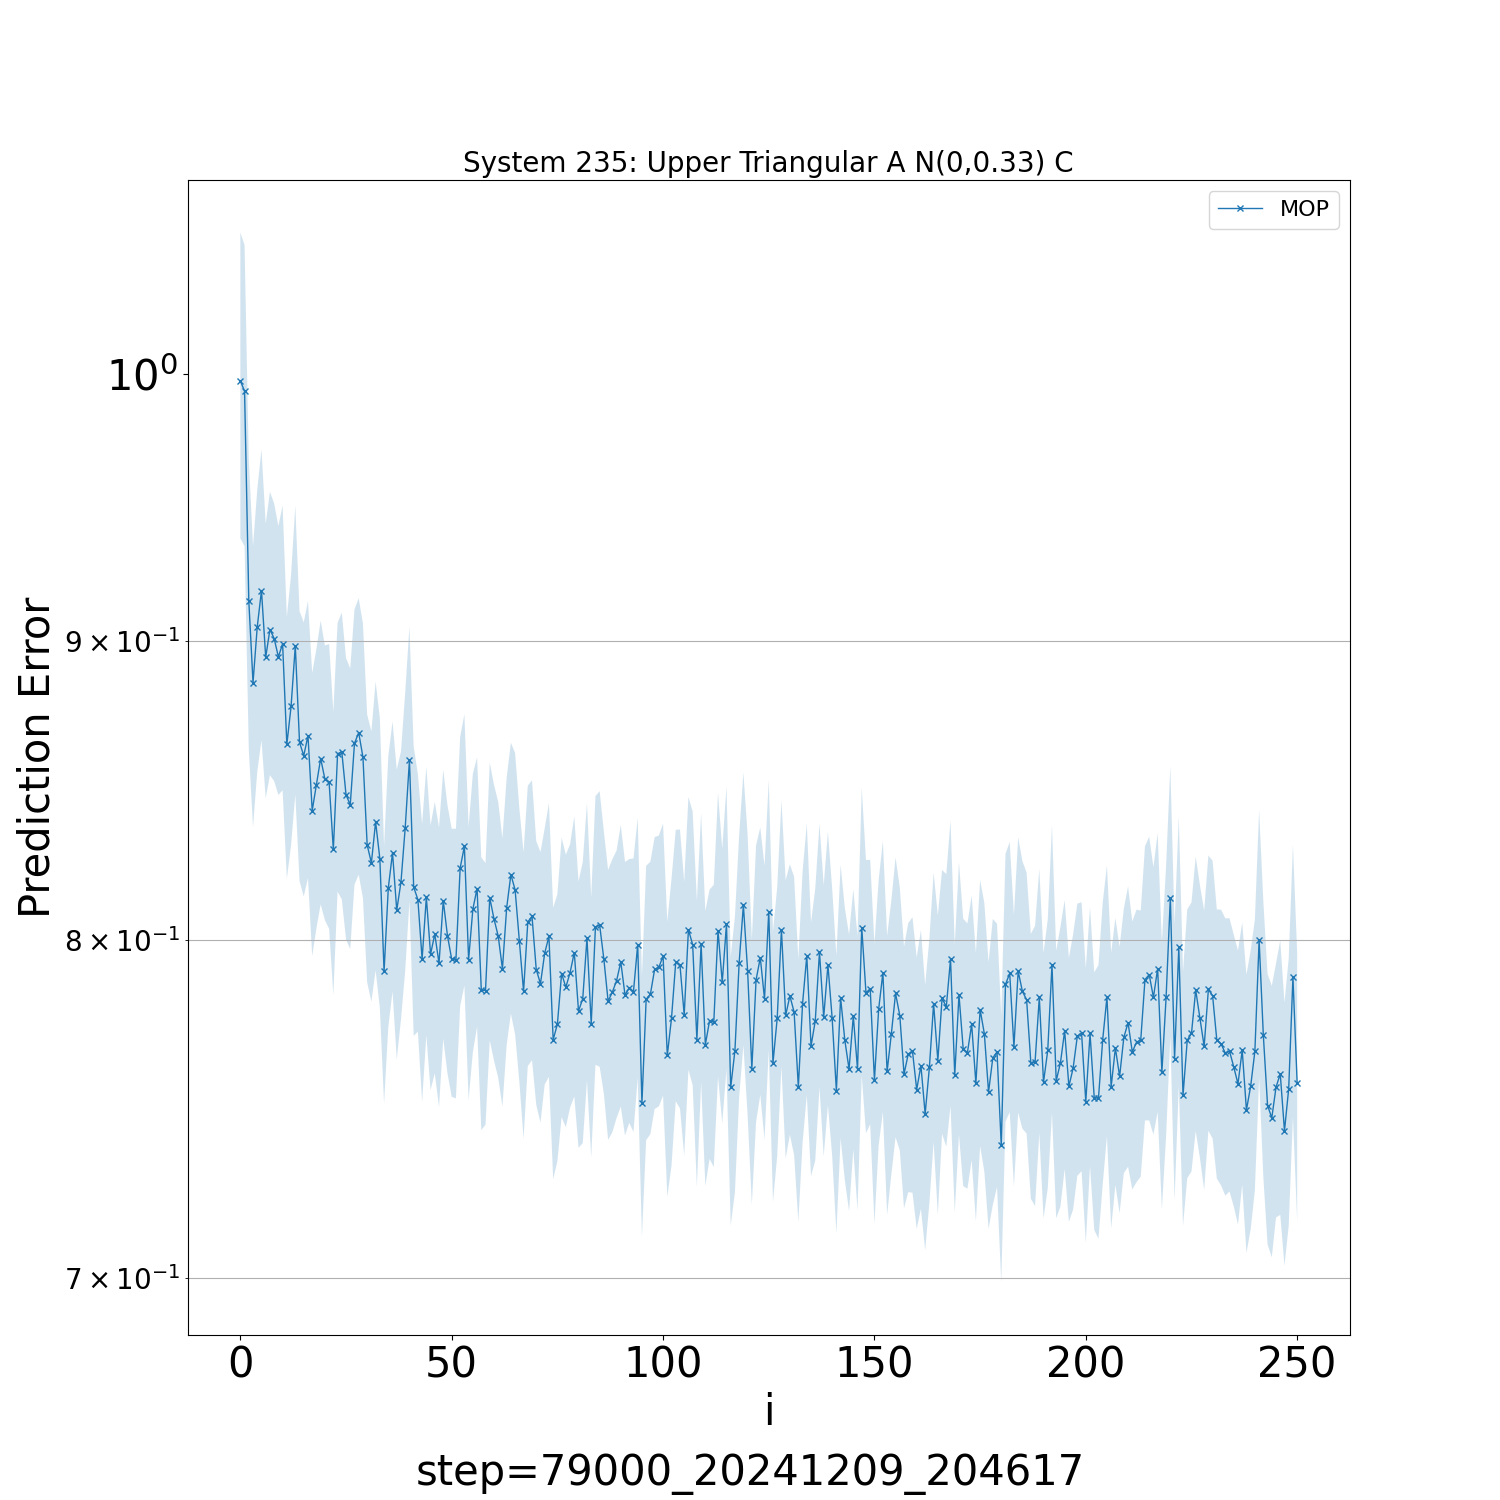 System 235: Upper Triangular A N(0,0.33) C
MOP
Prediction Error
10⁰
9 × 10⁻¹
8 × 10⁻¹
7 × 10⁻¹
0 50 100 150 200 250
i
step=79000_20241209_204617